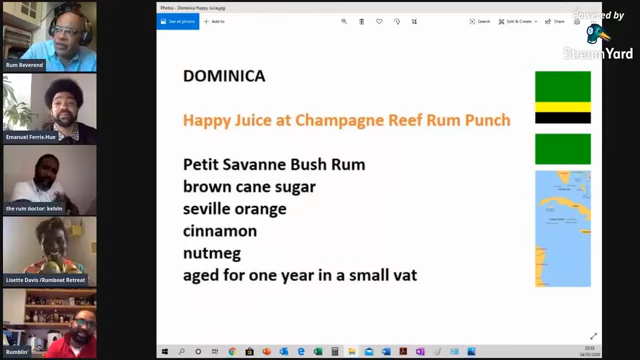 Photos - Dominica Happy Juice.jpg
See all photos
Add to
Search
Edit & Create
Share
Powered by
StreamYard
DOMINICA
Happy Juice at Champagne Reef Rum Punch
Petit Savanne Bush Rum
brown cane sugar
seville orange
cinnamon
nutmeg
aged for one year in a small vat
Rum Reverend
Emanuel Ferris-Hue
the rum doctor: kelvin
Lisette Davis /Rumboat Retreat
Rumblin'